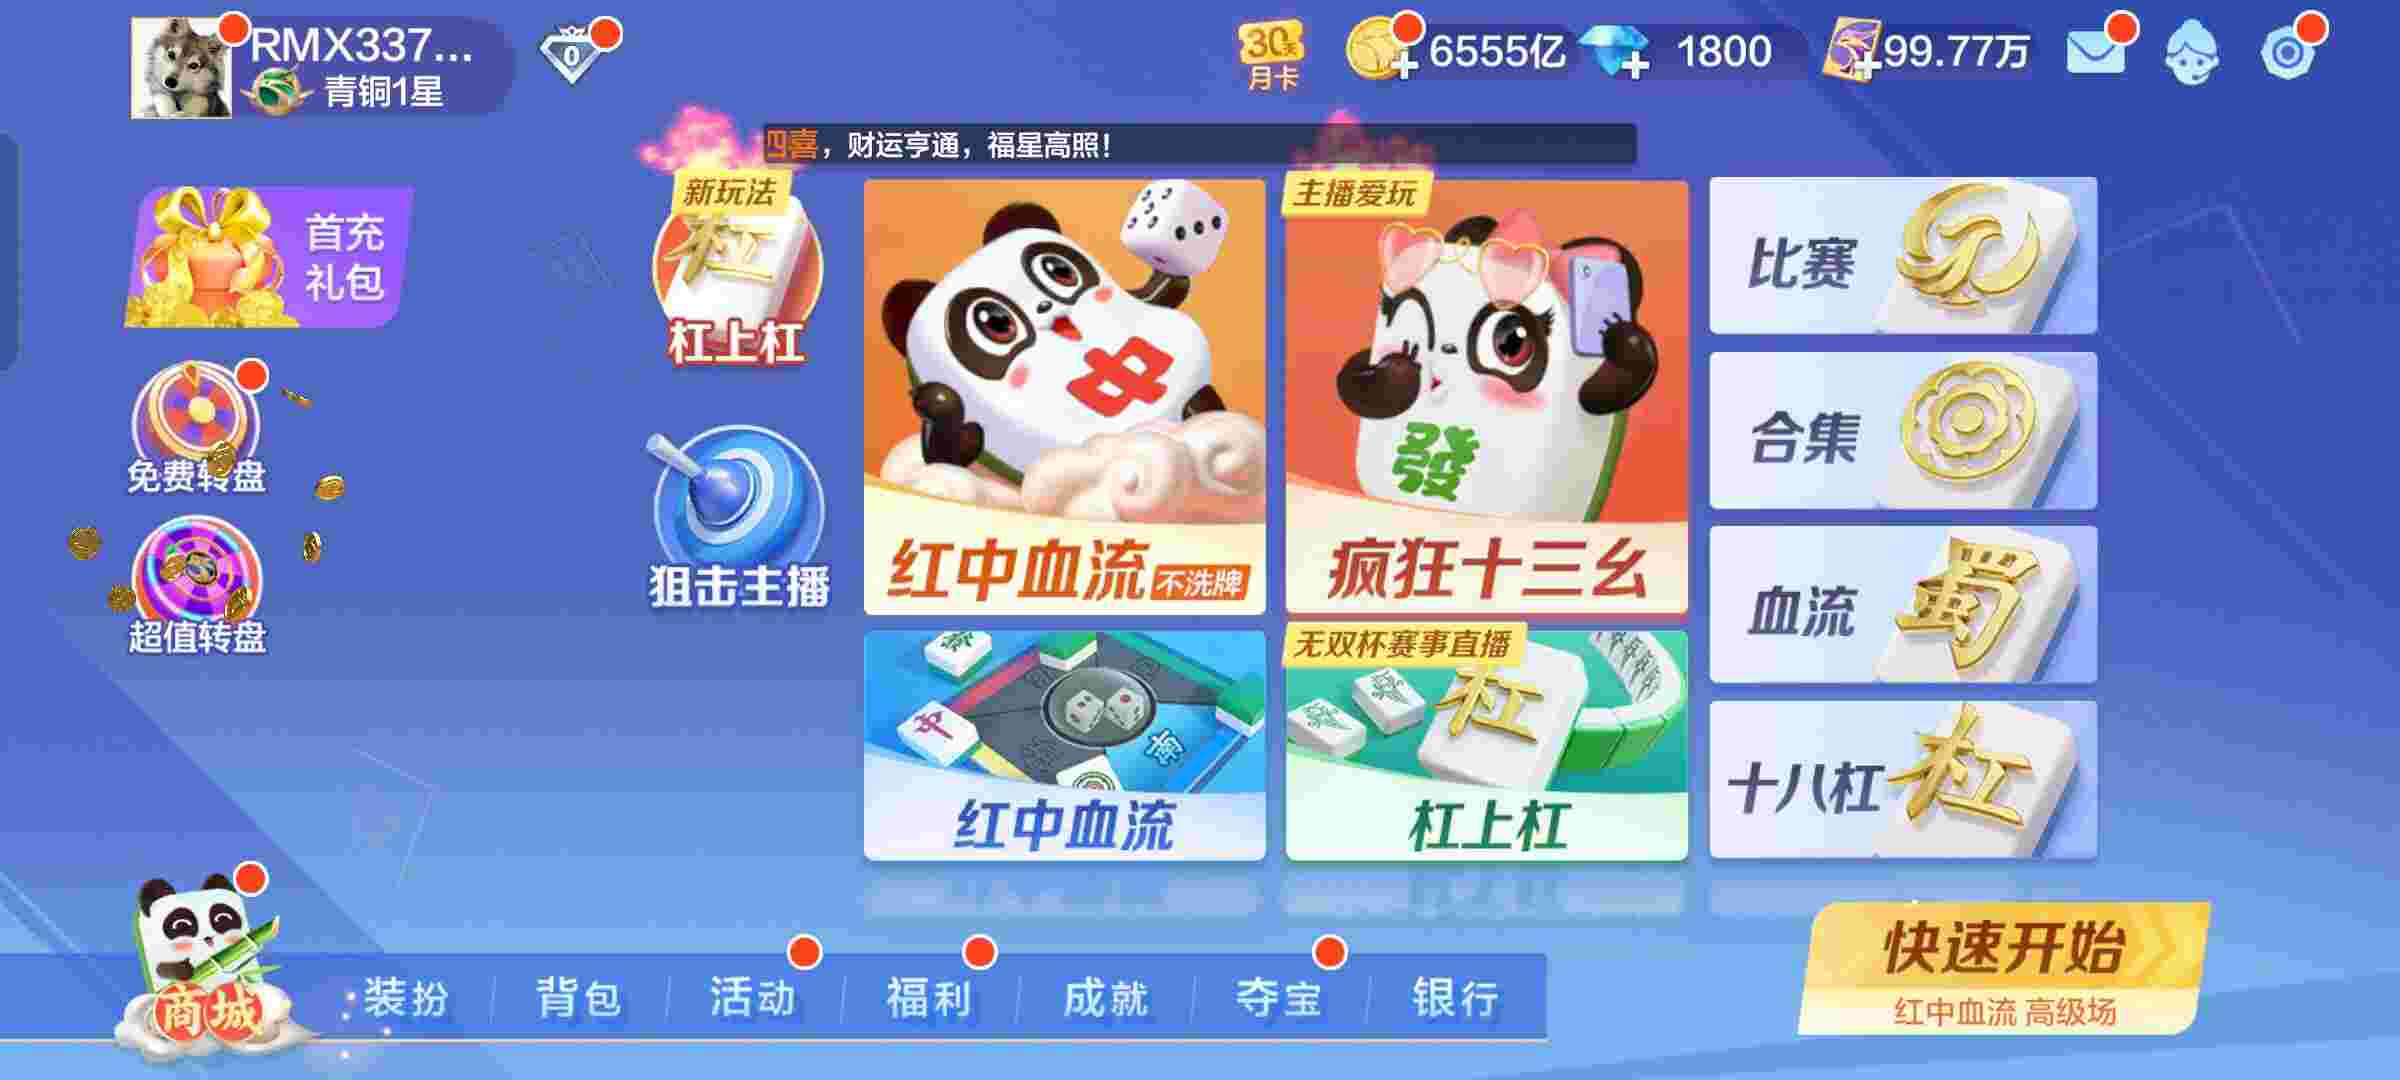 RMX337...
青铜1星
0
30天
月卡
6555亿
1800
99.77万
四喜，财运亨通，福星高照！
首充
礼包
免费转盘
超值转盘
新玩法
杠
杠上杠
狙击主播
中
红中血流 不洗牌
主播爱玩
發
疯狂十三幺
中
南
红中血流
无双杯赛事直播
杠
杠上杠
比赛
合集
血流
蜀
十八杠
杠
商城
装扮
背包
活动
福利
成就
夺宝
银行
快速开始
红中血流 高级场